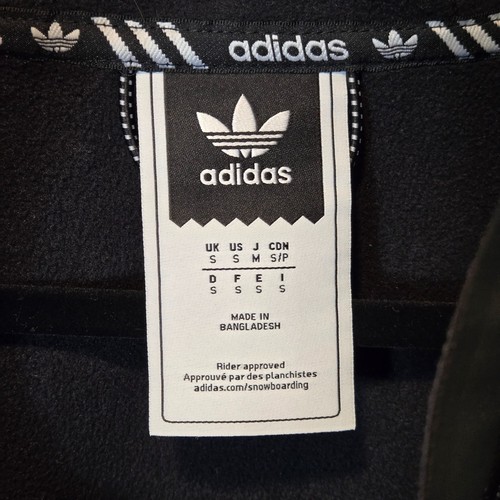 adidas
adidas
UK US J CDN
S S M S/P
D F E I
S S S S
MADE IN
BANGLADESH
Rider approved
Approuvé par des planchistes
adidas.com/snowboarding